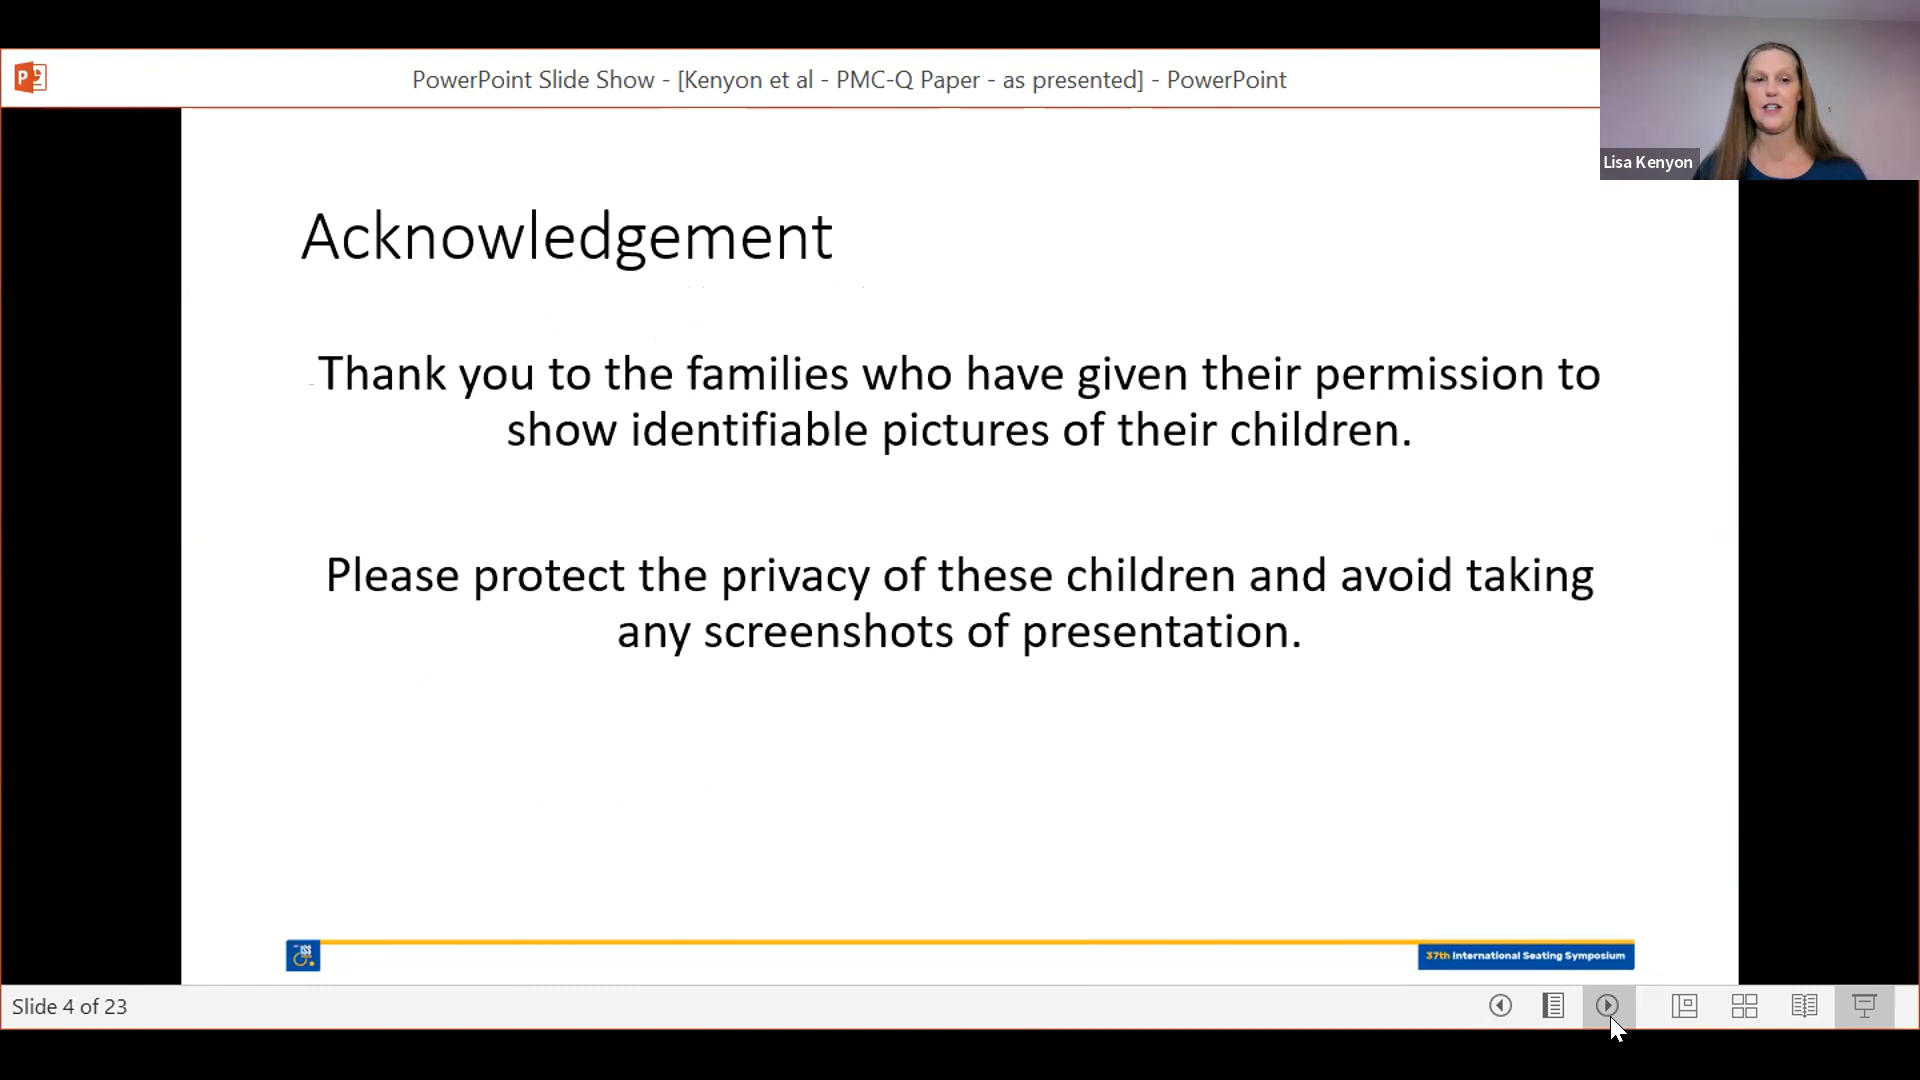 PowerPoint Slide Show - [Kenyon et al - PMC-Q Paper - as presented] - PowerPoint
Lisa Kenyon
Acknowledgement
Thank you to the families who have given their permission to
show identifiable pictures of their children.
Please protect the privacy of these children and avoid taking
any screenshots of presentation.
ISS
37th International Seating Symposium
Slide 4 of 23